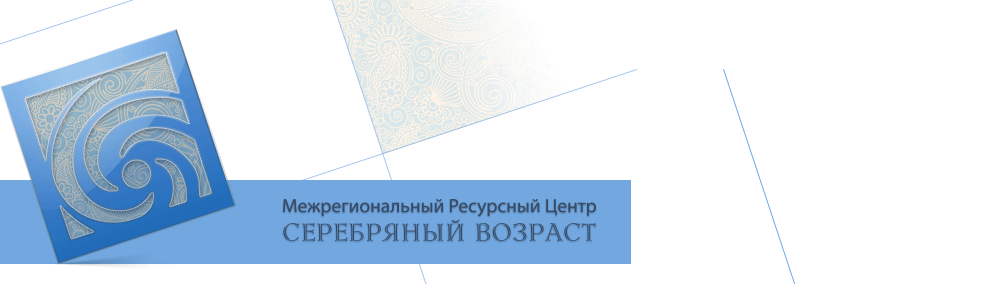 Межрегиональный Ресурсный Центр
СЕРЕБРЯНЫЙ ВОЗРАСТ